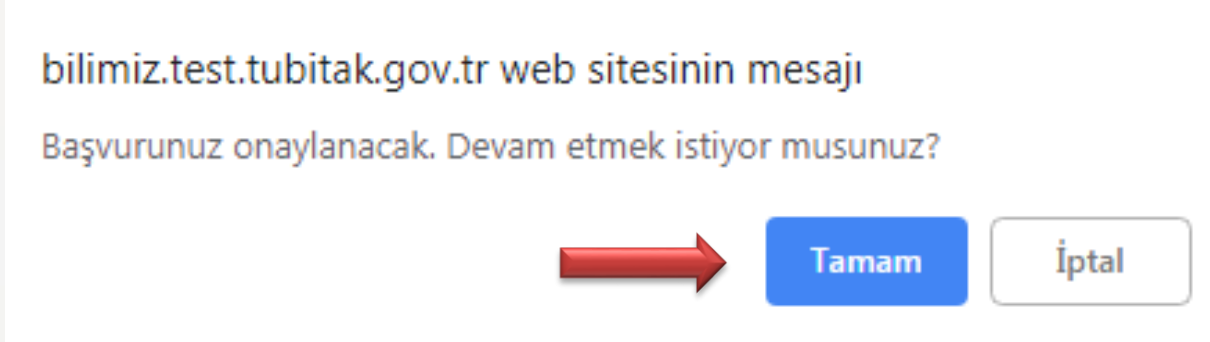 bilimiz.test.tubitak.gov.tr web sitesinin mesajı
Başvurunuz onaylanacak. Devam etmek istiyor musunuz?
Tamam İptal